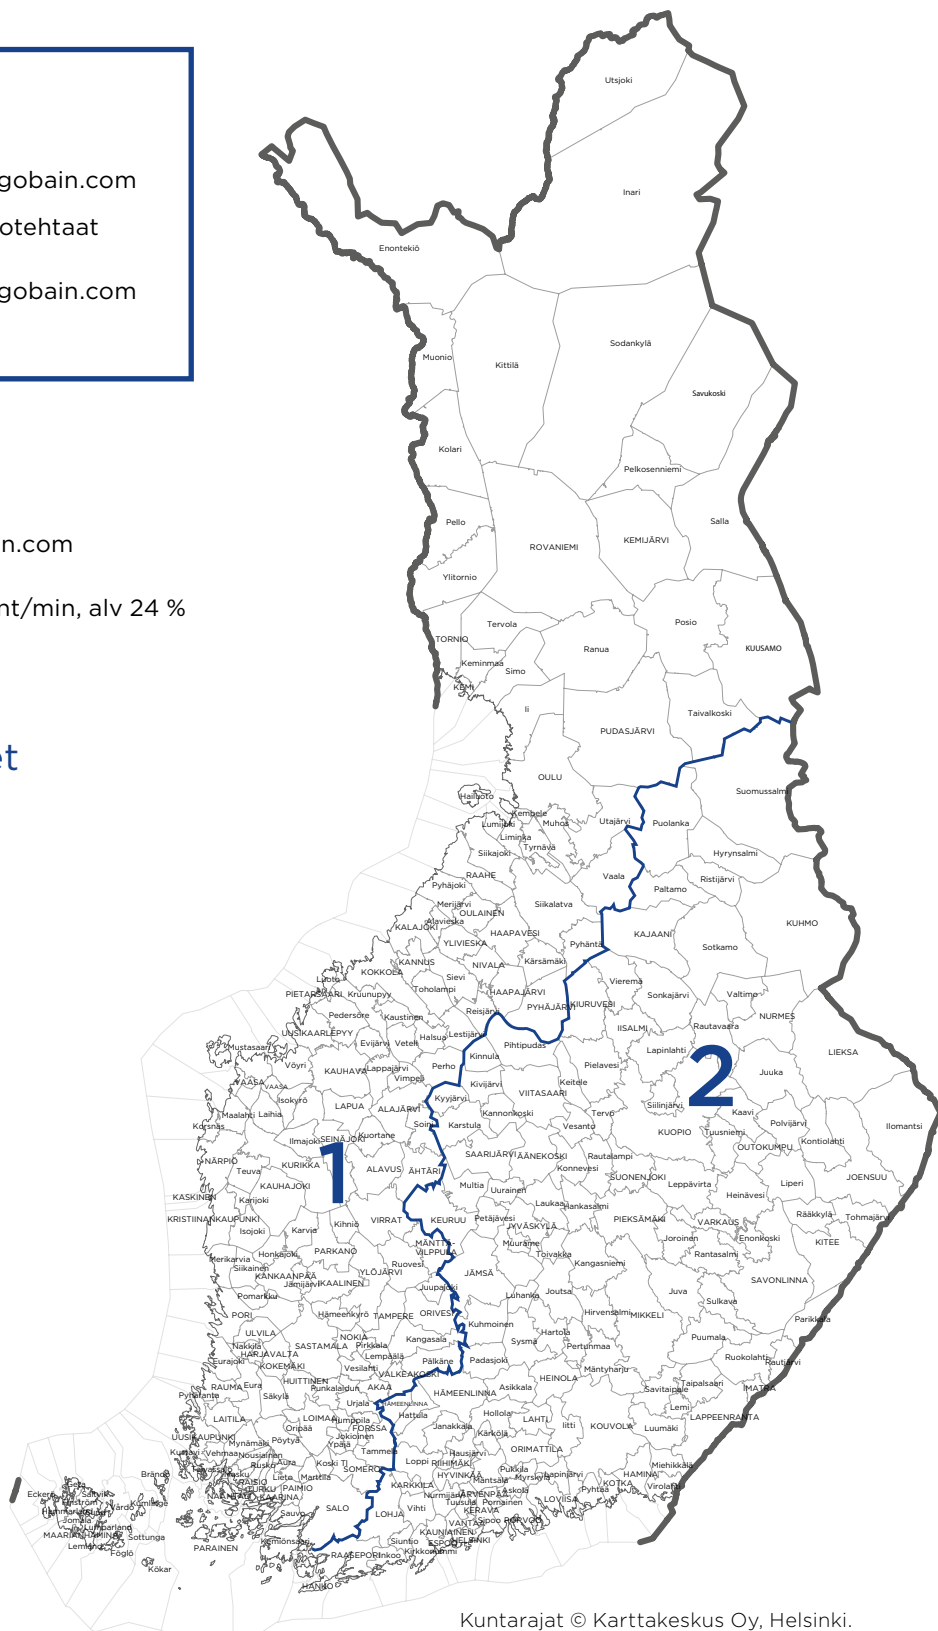 gobain.com
otehtaat
gobain.com
n.com
nt/min, alv 24 %
et
Utsjoki
Inari
Enontekiö
Sodankylä
Muonio
Kittilä
Savukoski
Kolari
Pelkosenniemi
Pello
Salla
ROVANIEMI
KEMIJÄRVI
Ylitornio
Tervola
Posio
TORNIO
Ranua
KUUSAMO
Keminmaa
Simo
KEMI
Ii
Taivalkoski
PUDASJÄRVI
OULU
Suomussalmi
Hailuoto
Kempele
Lumijoki
Muhos
Utajärvi
Puolanka
Liminka
Tyrnävä
Siikajoki
Hyrynsalmi
RAAHE
Vaala
Ristijärvi
Pyhäjoki
Paltamo
Merijärvi
Siikalatva
OULAINEN
Alavieska
KALAJOKI
KUHMO
HAAPAVESI
KAJAANI
YLIVIESKA
Pyhäntä
Sotkamo
KANNUS
NIVALA
Kärsämäki
KOKKOLA
Sievi
Luoto
Toholampi
HAAPAJÄRVI
Vieremä
PIETARSAARI
Kruunupyy
Sonkajärvi
Valtimo
PYHÄJÄRVI
KIURUVESI
Reisjärvi
Pedersöre
Kaustinen
NURMES
IISALMI
Rautavaara
UUSIKAARLEPYY
Lestijärvi
Halsua
Evijärvi
Veteli
Pihtipudas
Mustasaari
Lapinlahti
LIEKSA
Kinnula
Vöyri
Perho
Pielavesi
KAUHAVA
Lappajärvi
Juuka
Vimpeli
VAASA
VAASA
Kivijärvi
Keitele
VIITASAARI
Isokyrö
Kyyjärvi
2
LAPUA
ALAJÄRVI
Siilinjärvi
Maalahti
Laihia
Kannonkoski
Tervo
Kaavi
Korsnäs
Soini
Karstula
Vesanto
Polvijärvi
Ilomantsi
KUOPIO
Tuusniemi
Ilmajoki
SEINÄJOKI
Kuortane
Kontiolahti
OUTOKUMPU
NÄRPIÖ
SAARIJÄRVI
ÄÄNEKOSKI
Rautalampi
KURIKKA
1
ALAVUS
ÄHTÄRI
Konnevesi
Teuva
SUONENJOKI
JOENSUU
KAUHAJOKI
Multia
Uurainen
Leppävirta
Liperi
KASKINEN
Karijoki
Heinävesi
Laukaa
Hankasalmi
KRISTIINANKAUPUNKI
Kihniö
VIRRAT
KEURUU
Petäjävesi
PIEKSÄMÄKI
VARKAUS
Rääkkylä
Tohmajärvi
JYVÄSKYLÄ
Isojoki
Karvia
Joroinen
Enonkoski
KITEE
MÄNTTÄ-
VILPPULA
Muurame
Toivakka
Honkajoki
PARKANO
Rantasalmi
Merikarvia
Siikainen
Ruovesi
Kangasniemi
KANKAANPÄÄ
YLÖJÄRVI
JÄMSÄ
SAVONLINNA
Jämijärvi
IKAALINEN
Juupajoki
Joutsa
Juva
Pomarkku
Luhanka
Sulkava
PORI
Hämeenkyrö
TAMPERE
ORIVESI
Hirvensalmi
MIKKELI
Parikkala
Kuhmoinen
ULVILA
Hartola
NOKIA
Kangasala
Sysmä
Puumala
Nakkila
SASTAMALA
Pirkkala
Pertunmaa
HARJAVALTA
Lempäälä
Ruokolahti
Eurajoki
KOKEMÄKI
Vesilahti
Pälkäne
Padasjoki
Rautjärvi
VALKEAKOSKI
Mäntyharju
HUITTINEN
HEINOLA
Taipalsaari
RAUMA
Eura
Punkalaidun
AKAA
Asikkala
Savitaipale
IMATRA
Pyhäranta
Säkylä
HÄMEENLINNA
Urjala
HÄMEENLINNA
Lemi
LAITILA
LOIMAA
Humppila
Hattula
Hollola
LAHTI
LAPPEENRANTA
Oripää
FORSSA
Janakkala
Iitti
KOUVOLA
Luumäki
UUSIKAUPUNKI
Jokioinen
Kärkölä
Mynämäki
Pöytyä
Ypäjä
Kustavi
Vehmaa
Nousiainen
Tammela
Hausjärvi
ORIMATTILA
Aura
Koski Tl
Loppi
RIIHIMÄKI
Miehikkälä
Taivassalo
Rusko
SOMERO
Pukkila
Masku
Lieto
Marttila
HYVINKÄÄ
Myrskylä
Lapinjärvi
HAMINA
Brändö
RAISIO
PAIMIO
KARKKILA
Mäntsälä
KOTKA
Virolahti
Geta
TURKU
Askola
Pyhtää
Eckerö
Saltvik
NAANTALI
KAARINA
Nurmijärvi
JÄRVENPÄÄ
LOVIISA
Finström
Kumlinge
SALO
Vihti
Tuusula
Pornainen
Hammarland
Sund
Vårdö
Sauvo
LOHJA
KERAVA
Jomala
Sipoo
PORVOO
Lumparland
VANTAA
MAARIANHAMINA
Sottunga
KAUNIAINEN
Lemland
PARAINEN
Kemiönsaari
Siuntio
ESPOO
HELSINKI
Föglö
Kirkkonummi
RAASEPORI
Inkoo
Kökar
HANKO
Kuntarajat © Karttakeskus Oy, Helsinki.